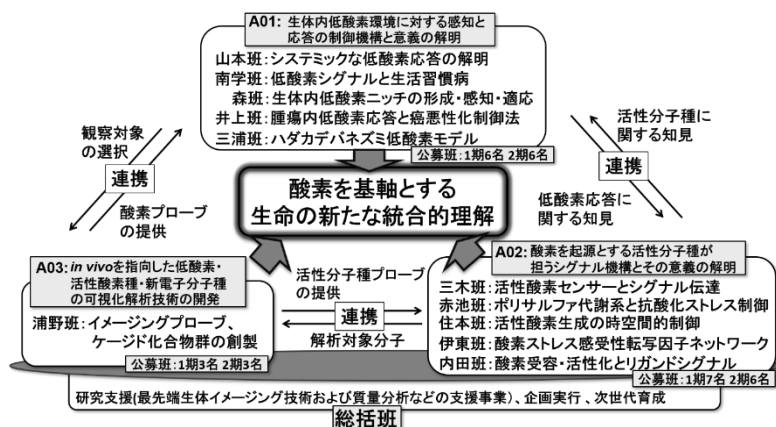 A01: 生体内低酸素環境に対する感知と
応答の制御機構と意義の解明
山本班:システミックな低酸素応答の解明
南学班:低酸素シグナルと生活習慣病
森班:生体内低酸素ニッチの形成・感知・適応
井上班:腫瘍内低酸素応答と癌悪性化制御法
三浦班:ハダカデバネズミ低酸素モデル
公募班:1期6名 2期6名
観察対象
の選択
連携
酸素プローブ
の提供
活性分子種に
関する知見
連携
低酸素応答に
関する知見
酸素を基軸とする
生命の新たな統合的理解
A03: in vivoを指向した低酸素・
活性酸素種・新電子分子種
の可視化解析技術の開発
浦野班:イメージングプローブ、
ケージド化合物群の創製
公募班:1期3名 2期3名
活性分子種プローブ
の提供
連携
解析対象分子
A02: 酸素を起源とする活性分子種が
担うシグナル機構とその意義の解明
三木班:活性酸素センサーとシグナル伝達
赤池班:ポリサルファ代謝系と抗酸化ストレス制御
住本班:活性酸素生成の時空間的制御
伊東班:酸素ストレス感受性転写因子ネットワーク
内田班:酸素受容・活性化とリガンドシグナル
公募班:1期7名 2期6名
研究支援(最先端生体イメージング技術および質量分析などの支援事業)、企画実行、次世代育成
総括班